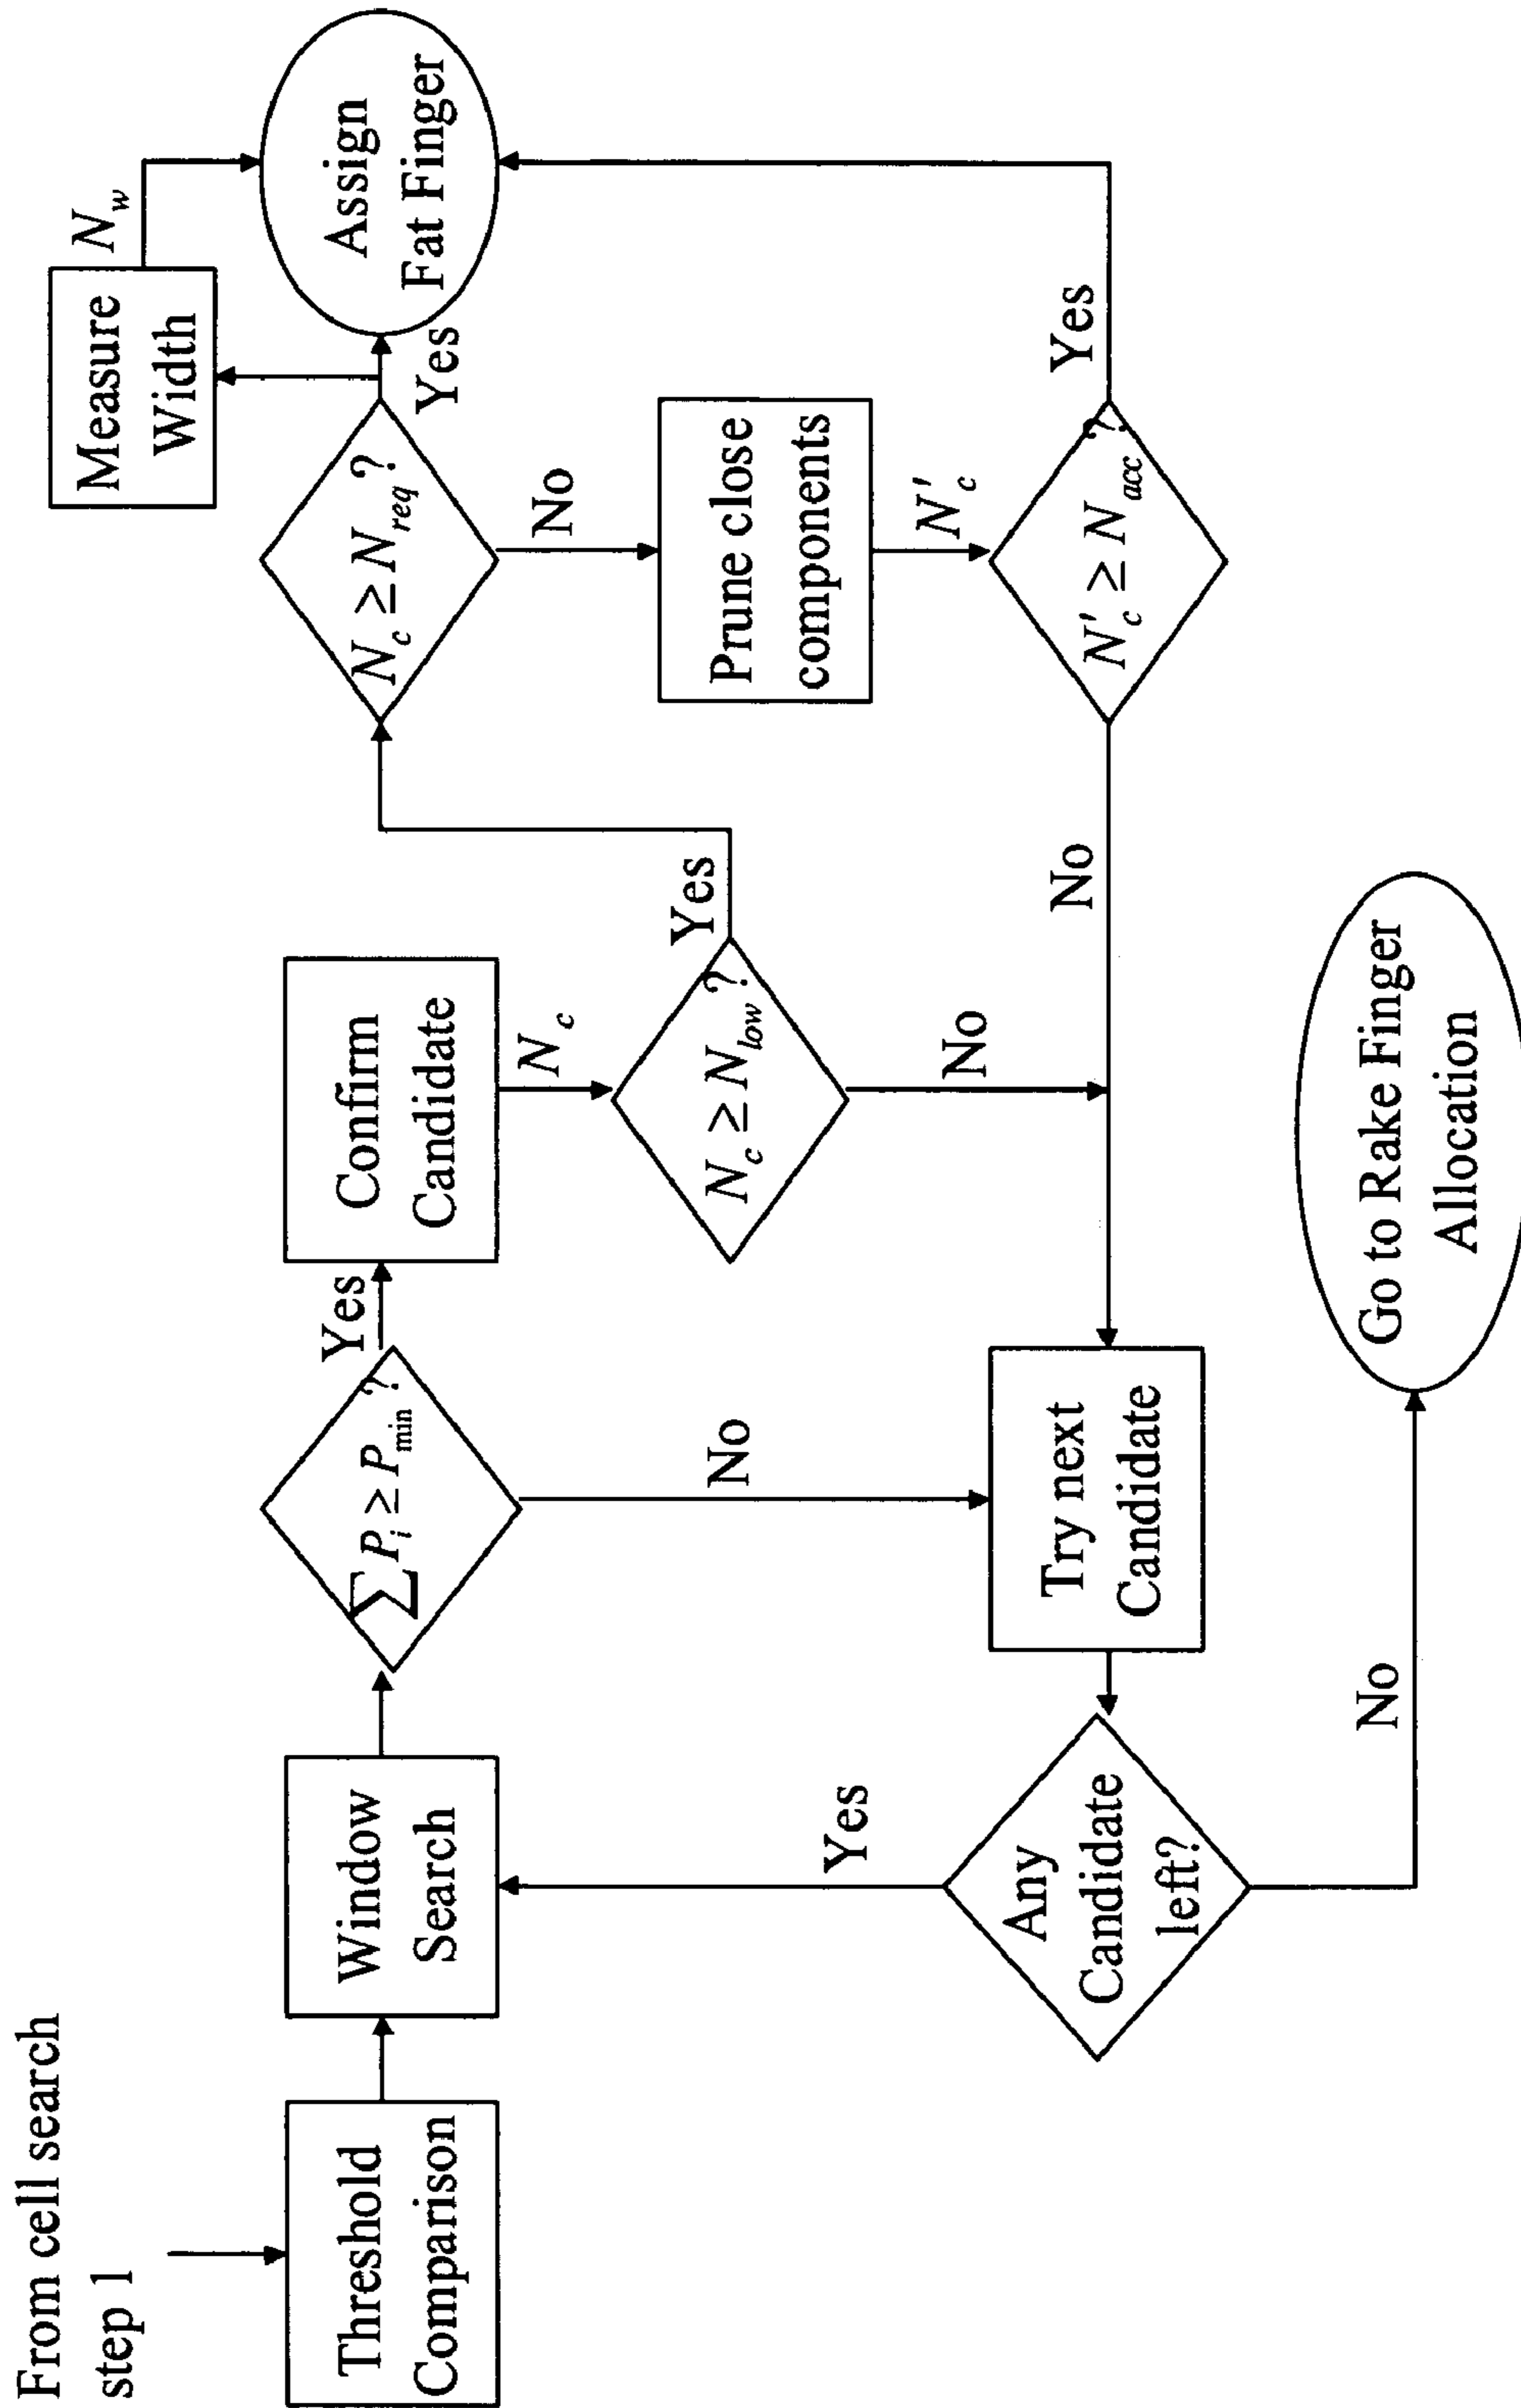 From cell search
step 1
Threshold
Comparison
Window
Search
∑ P_i ≥ P_min ?
Yes
No
Confirm
Candidate
N_c
N_c ≥ N_low ?
Yes
No
N_c ≥ N_req ?
Yes
No
Measure
Width
N_w
Assign
Fat Finger
Prune close
components
N'_c
N'_c ≥ N_acc ?
Yes
No
Try next
Candidate
Any
Candidate
left?
Yes
No
Go to Rake Finger
Allocation